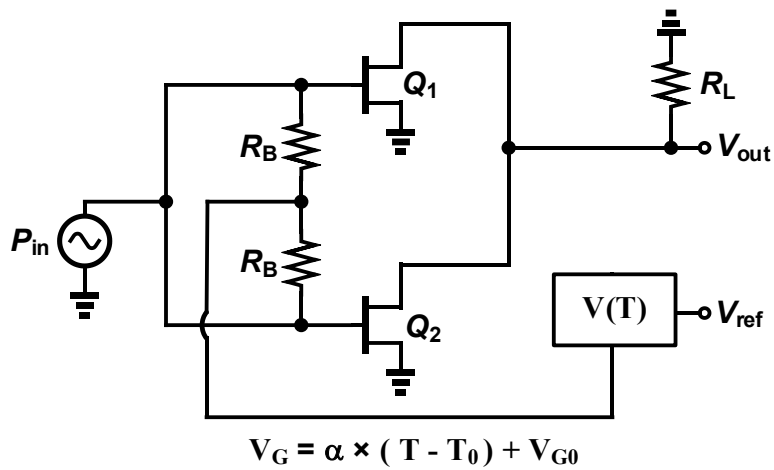 Q1
RB
RL
Vout
Pin
RB
Q2
V(T)
Vref
VG = α × ( T - T0 ) + VG0